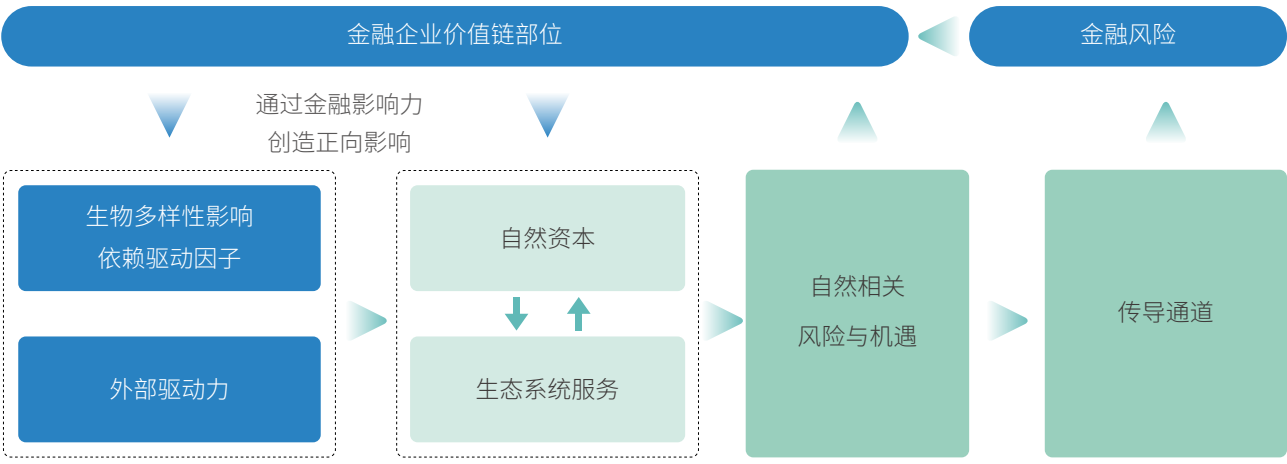 金融企业价值链部位
金融风险
通过金融影响力
创造正向影响
生物多样性影响
依赖驱动因子
外部驱动力
自然资本
生态系统服务
自然相关
风险与机遇
传导通道